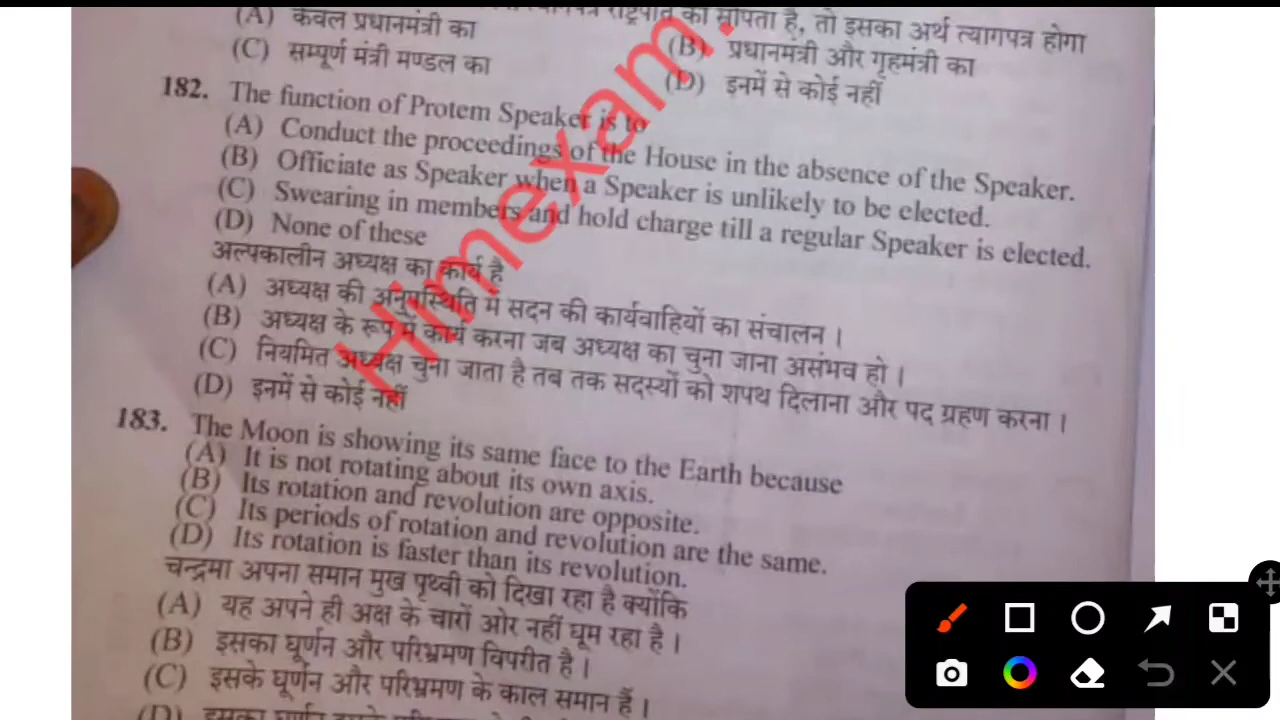 राष्ट्रपति को सौंपता है, तो इसका अर्थ त्यागपत्र होगा
(A) केवल प्रधानमंत्री का
(B) प्रधानमंत्री और गृहमंत्री का
(C) सम्पूर्ण मंत्री मण्डल का
(D) इनमें से कोई नहीं
182. The function of Protem Speaker is to
(A) Conduct the proceedings of the House in the absence of the Speaker.
(B) Officiate as Speaker when a Speaker is unlikely to be elected.
(C) Swearing in members and hold charge till a regular Speaker is elected.
(D) None of these
अल्पकालीन अध्यक्ष का कार्य है
(A) अध्यक्ष की अनुपस्थिति में सदन की कार्यवाहियों का संचालन ।
(B) अध्यक्ष के रूप में कार्य करना जब अध्यक्ष का चुना जाना असंभव हो ।
(C) नियमित अध्यक्ष चुना जाता है तब तक सदस्यों को शपथ दिलाना और पद ग्रहण करना ।
(D) इनमें से कोई नहीं
183. The Moon is showing its same face to the Earth because
(A) It is not rotating about its own axis.
(B) Its rotation and revolution are opposite.
(C) Its periods of rotation and revolution are the same.
(D) Its rotation is faster than its revolution.
चन्द्रमा अपना समान मुख पृथ्वी को दिखा रहा है क्योंकि
(A) यह अपने ही अक्ष के चारों ओर नहीं घूम रहा है ।
(B) इसका घूर्णन और परिभ्रमण विपरीत है ।
(C) इसके घूर्णन और परिभ्रमण के काल समान हैं ।
(D) इसका घूर्णन
Himexam.